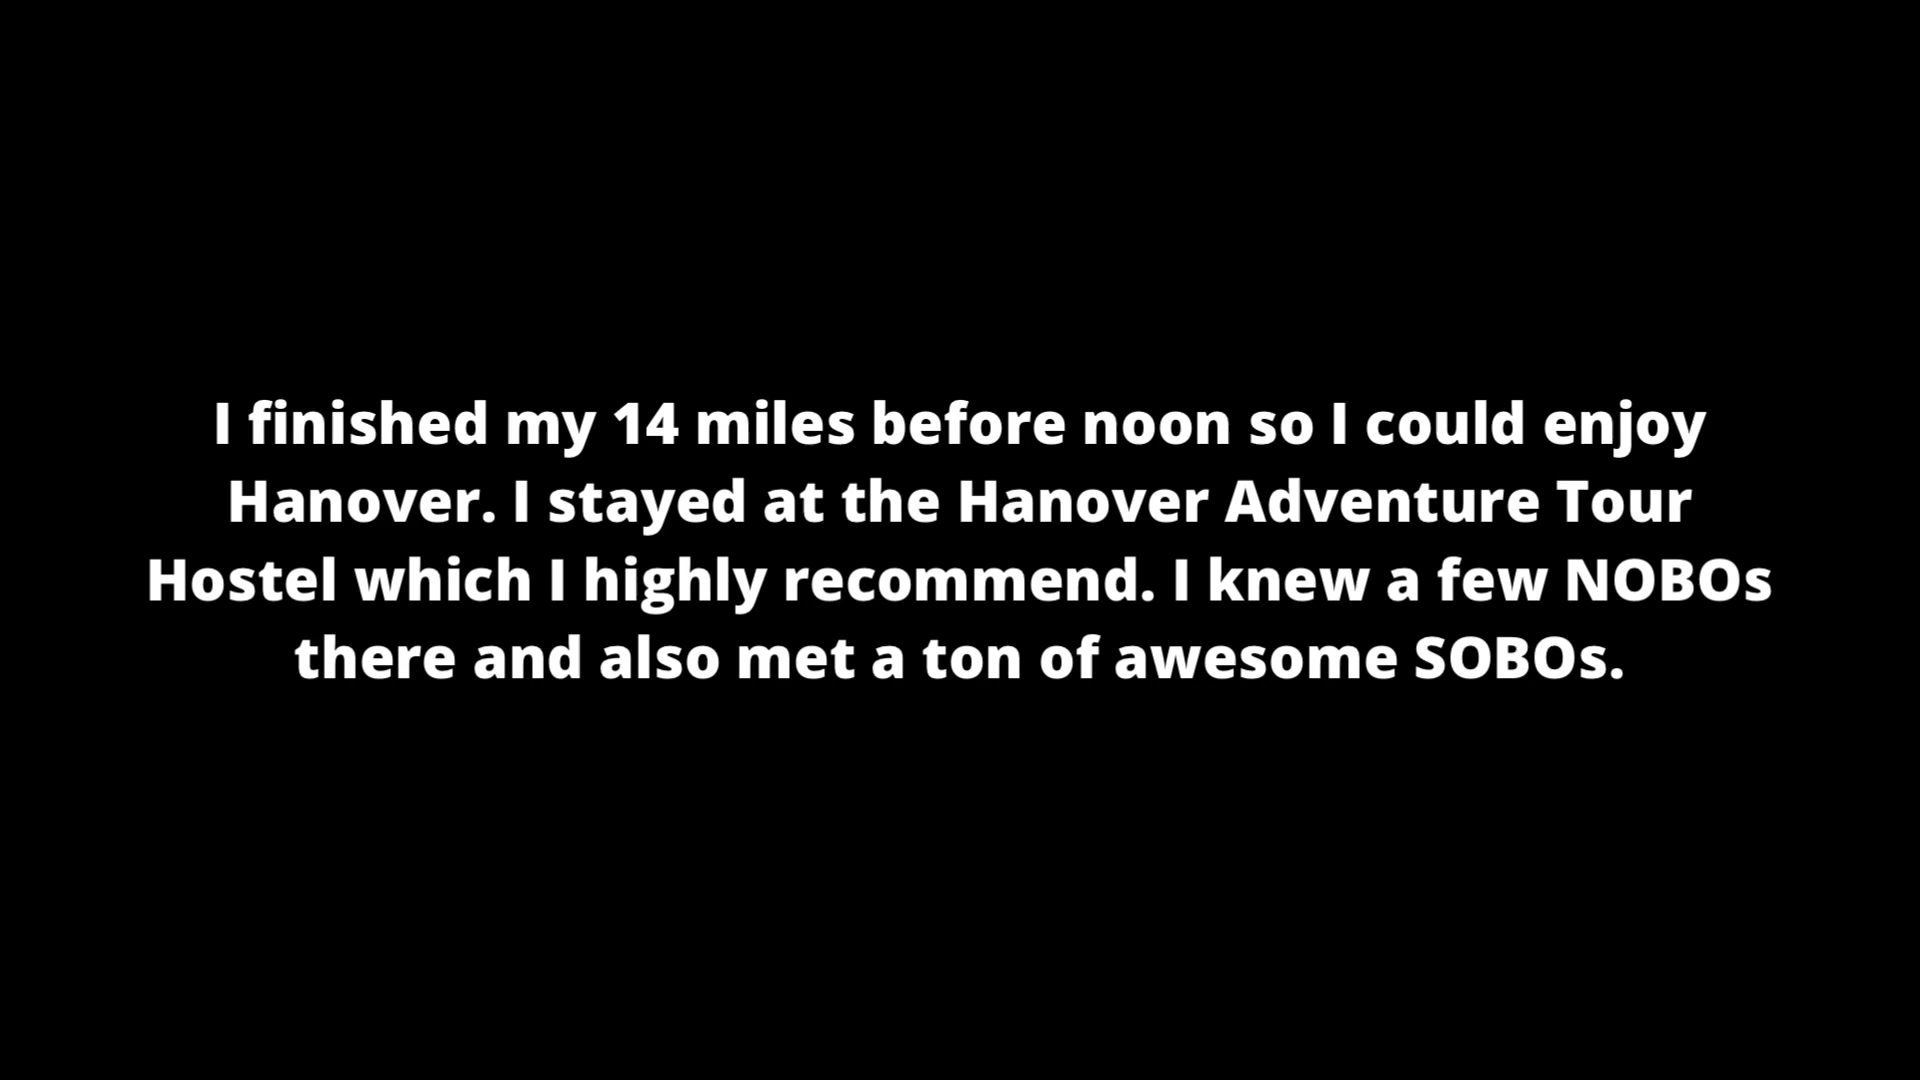 I finished my 14 miles before noon so I could enjoy
Hanover. I stayed at the Hanover Adventure Tour
Hostel which I highly recommend. I knew a few NOBOs
there and also met a ton of awesome SOBOs.